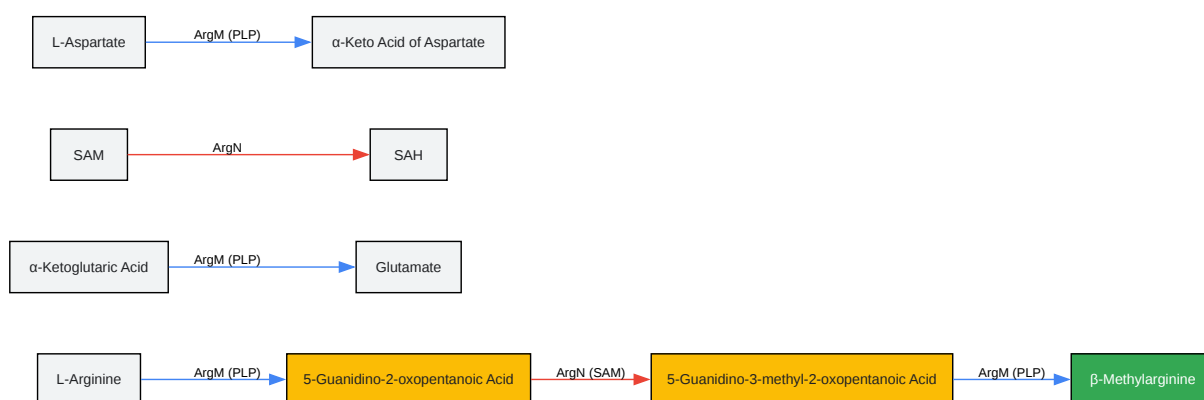 L-Aspartate
ArgM (PLP)
α-Keto Acid of Aspartate
SAM
ArgN
SAH
α-Ketoglutaric Acid
ArgM (PLP)
Glutamate
L-Arginine
ArgM (PLP)
5-Guanidino-2-oxopentanoic Acid
ArgN (SAM)
5-Guanidino-3-methyl-2-oxopentanoic Acid
ArgM (PLP)
β-Methylarginine